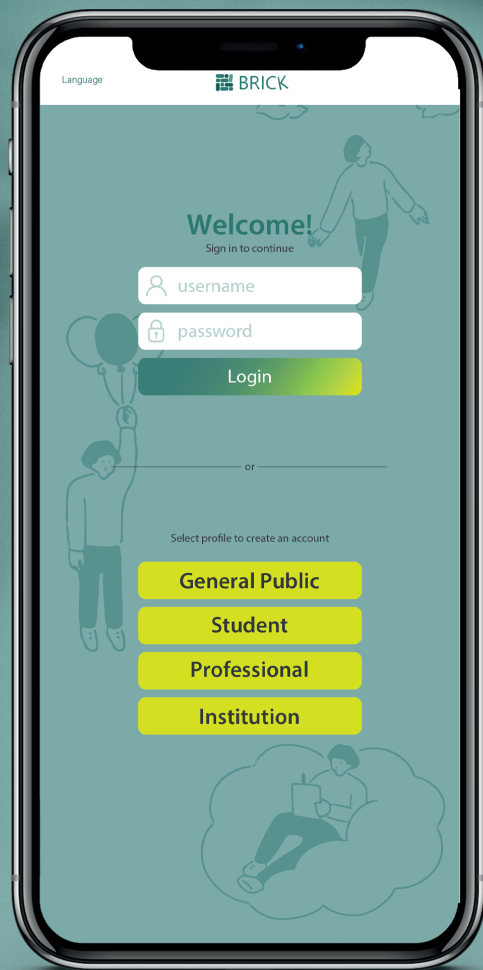 Language
BRICK
Welcome!
Sign in to continue
username
password
Login
or
Select profile to create an account
General Public
Student
Professional
Institution